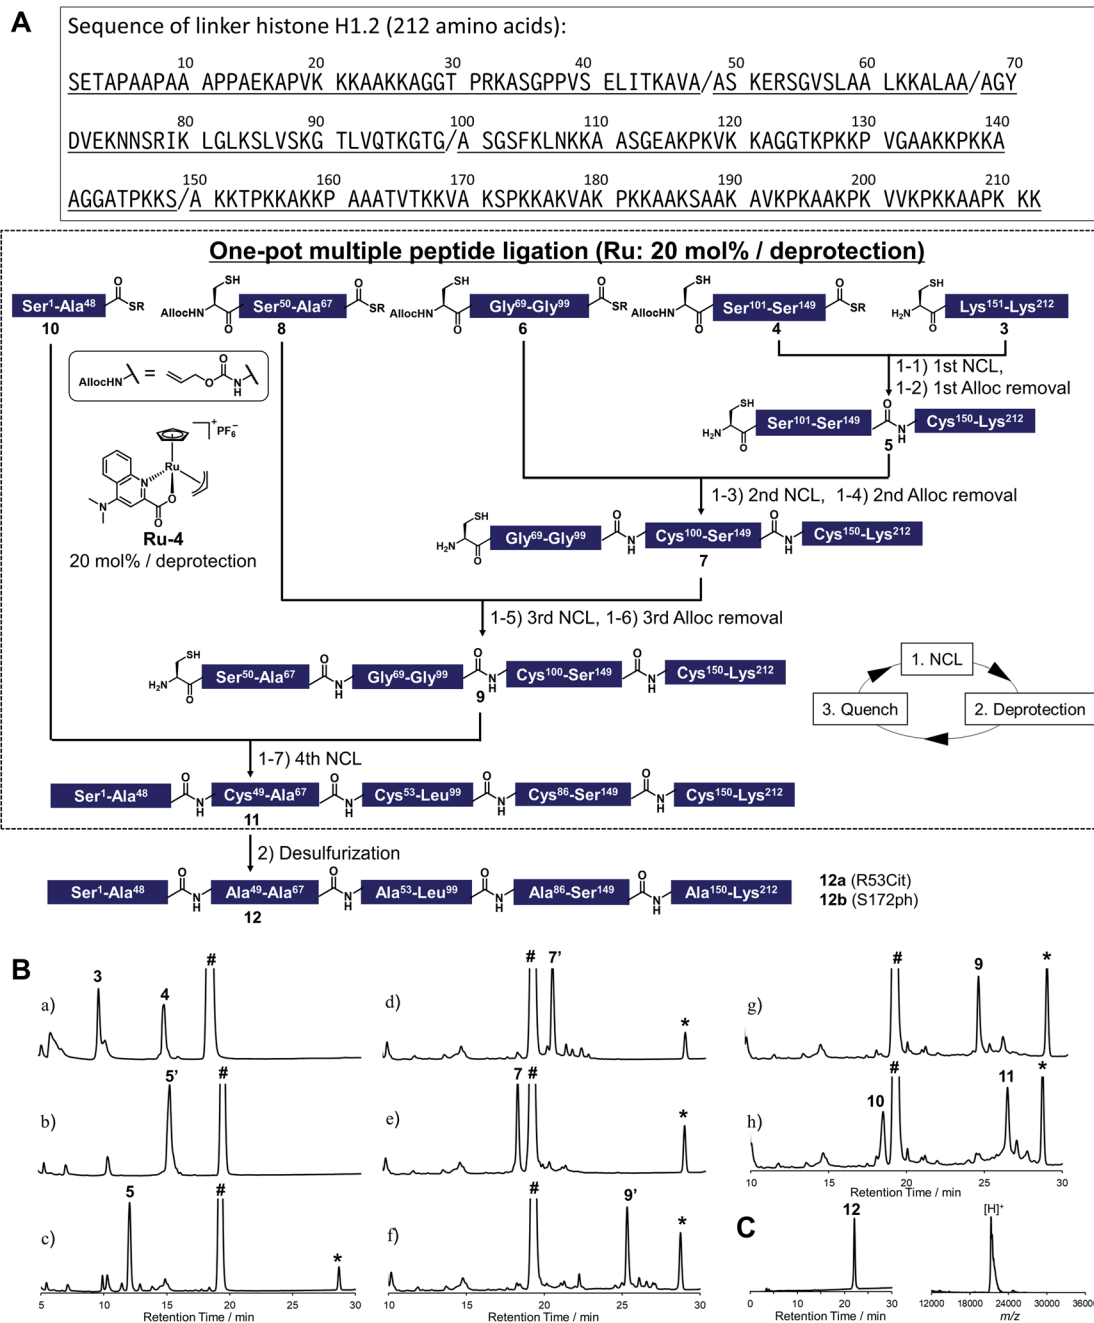 A
Sequence of linker histone H1.2 (212 amino acids):
10 20 30 40 50 60 70
SETAPAAPAA APPAEKAPVK KKAAKKAGGT PRKASGPPVS ELITKAVA/AS KERSGVSLAA LKKALAA/AGY
80 90 100 110 120 130 140
DVEKNNSRIK LGLKSLVSKG TLVQTKGTG/A SGSFKLNKKA ASGEAKPKVK KAGGTKPKKP VGAAKKPKKA
150 160 170 180 190 200 210
AGGATPKKS/A KKTPKKAKKP AAATVTKKVA KSPKKAKVAK PKKAAKSAAK AVKPKAAKPK VVKPKKAAPK KK
One-pot multiple peptide ligation (Ru: 20 mol% / deprotection)
Ser¹-Ala⁴⁸ O SR
10
SH AllocHN O Ser⁵⁰-Ala⁶⁷ O SR
8
SH AllocHN O Gly⁶⁹-Gly⁹⁹ O SR
6
SH AllocHN O Ser¹⁰¹-Ser¹⁴⁹ O SR
4
SH H₂N O Lys¹⁵¹-Lys²¹²
3
AllocHN = O O N H
1-1) 1st NCL,
1-2) 1st Alloc removal
SH H₂N O Ser¹⁰¹-Ser¹⁴⁹ O N H Cys¹⁵⁰-Lys²¹²
5
+ PF₆⁻
Ru N N O O
Ru-4
20 mol% / deprotection
1-3) 2nd NCL, 1-4) 2nd Alloc removal
SH H₂N O Gly⁶⁹-Gly⁹⁹ O N H Cys¹⁰⁰-Ser¹⁴⁹ O N H Cys¹⁵⁰-Lys²¹²
7
1-5) 3rd NCL, 1-6) 3rd Alloc removal
SH H₂N O Ser⁵⁰-Ala⁶⁷ O N H Gly⁶⁹-Gly⁹⁹ O N H Cys¹⁰⁰-Ser¹⁴⁹ O N H Cys¹⁵⁰-Lys²¹²
9
1. NCL
3. Quench 2. Deprotection
1-7) 4th NCL
Ser¹-Ala⁴⁸ O N H Cys⁴⁹-Ala⁶⁷ O N H Cys⁵³-Leu⁹⁹ O N H Cys⁸⁶-Ser¹⁴⁹ O N H Cys¹⁵⁰-Lys²¹²
11
2) Desulfurization
Ser¹-Ala⁴⁸ O N H Ala⁴⁹-Ala⁶⁷ O N H Ala⁵³-Leu⁹⁹ O N H Ala⁸⁶-Ser¹⁴⁹ O N H Ala¹⁵⁰-Lys²¹²
12
12a (R53Cit)
12b (S172ph)
B
a) 3 4 #
b) 5' #
c) 5 # *
5 10 15 20 25 30
Retention Time / min
d) # 7' *
e) 7 # *
f) # 9' *
10 15 20 25 30
Retention Time / min
g) # 9 *
h) 10 # 11 *
10 15 20 25 30
Retention Time / min
C
12
0 10 20 30
Retention Time / min
[H]⁺
12000 18000 24000 30000 3600
m/z